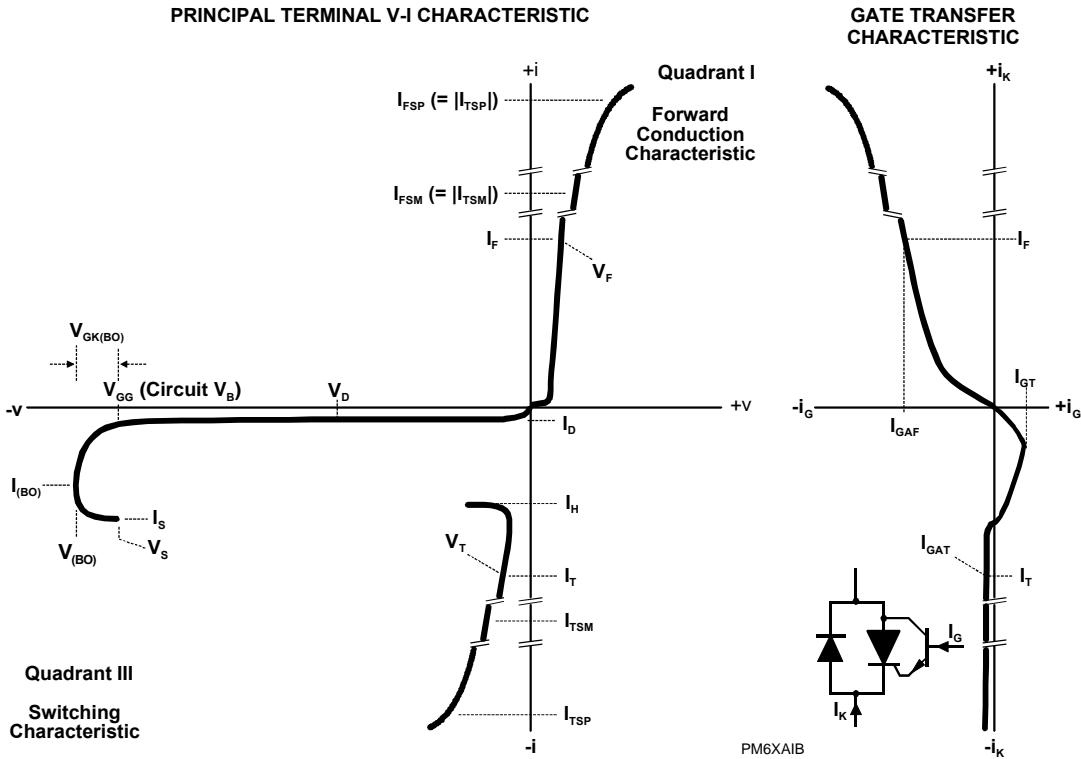 PRINCIPAL TERMINAL V-I CHARACTERISTIC
GATE TRANSFER
CHARACTERISTIC
+i
Quadrant I
IFSP (= |ITSP|)
Forward
Conduction
Characteristic
IFSM (= |ITSM|)
IF
VF
VGK(BO)
VGG (Circuit VB)
VD
-v
+v
ID
I(BO)
IS
V(BO)
VS
IH
VT
IT
ITSM
Quadrant III
Switching
Characteristic
ITSP
-i
+iK
IF
IGT
-iG
+iG
IGAF
IGAT
IT
IG
IK
PM6XAIB
-iK